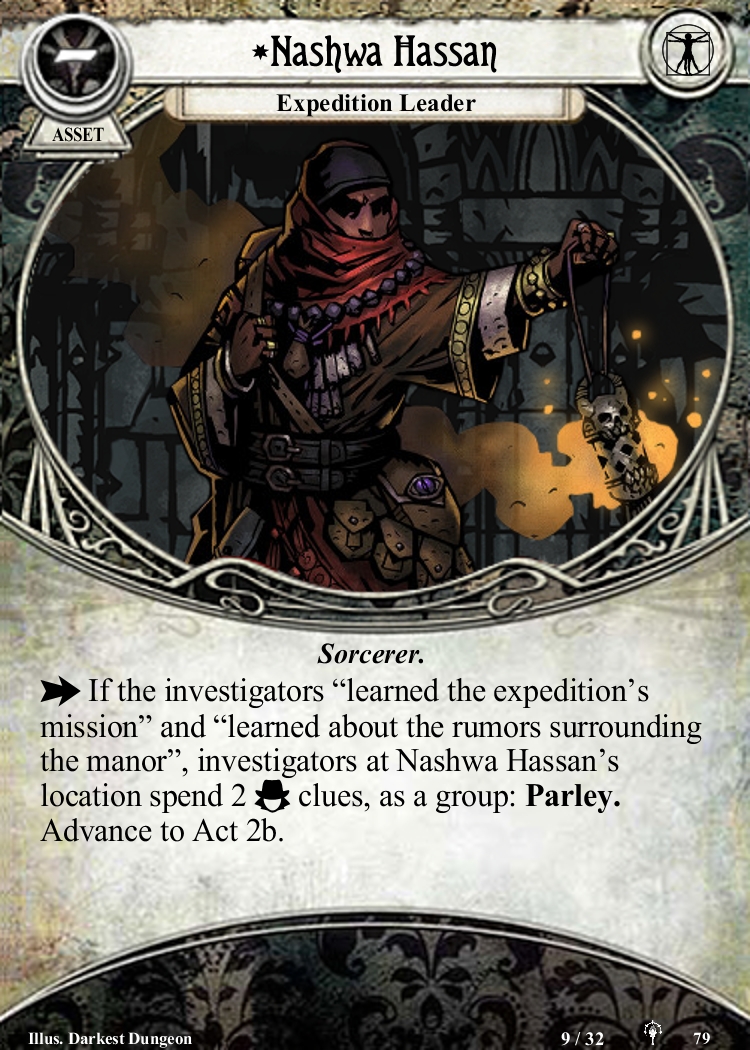 Nashwa Hassan
Expedition Leader
ASSET
Sorcerer.
If the investigators “learned the expedition’s
mission” and “learned about the rumors surrounding
the manor”, investigators at Nashwa Hassan’s
location spend 2 clues, as a group: Parley.
Advance to Act 2b.
Illus. Darkest Dungeon
9 / 32
79